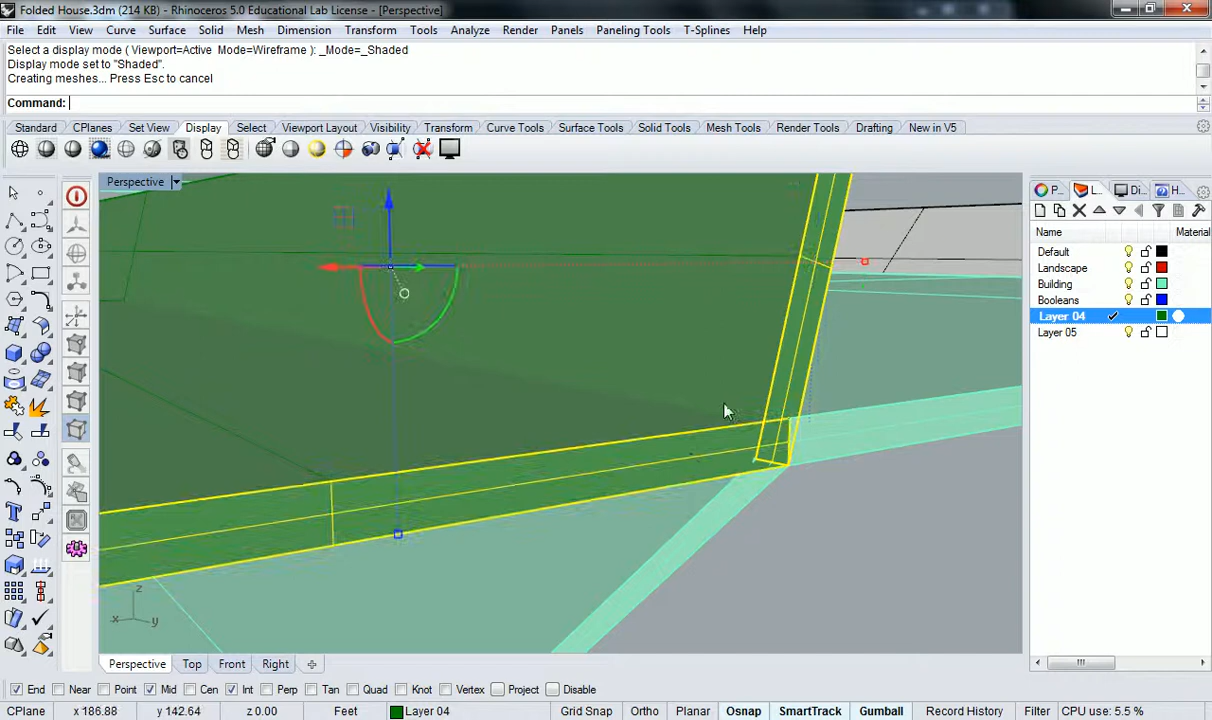 Folded House.3dm (214 KB) - Rhinoceros 5.0 Educational Lab License - [Perspective]
File Edit View Curve Surface Solid Mesh Dimension Transform Tools Analyze Render Panels Paneling Tools T-Splines Help
Select a display mode ( Viewport=Active Mode=Wireframe ): _Mode=_Shaded
Display mode set to "Shaded".
Creating meshes... Press Esc to cancel
Command:
Standard CPlanes Set View Display Select Viewport Layout Visibility Transform Curve Tools Surface Tools Solid Tools Mesh Tools Render Tools Drafting New in V5
Perspective
P... L... Di... H...
Name Material
Default
Landscape
Building
Booleans
Layer 04
Layer 05
z
x y
Perspective Top Front Right
End Near Point Mid Cen Int Perp Tan Quad Knot Vertex Project Disable
CPlane x 186.88 y 142.64 z 0.00 Feet Layer 04 Grid Snap Ortho Planar Osnap SmartTrack Gumball Record History Filter CPU use: 5.5 %